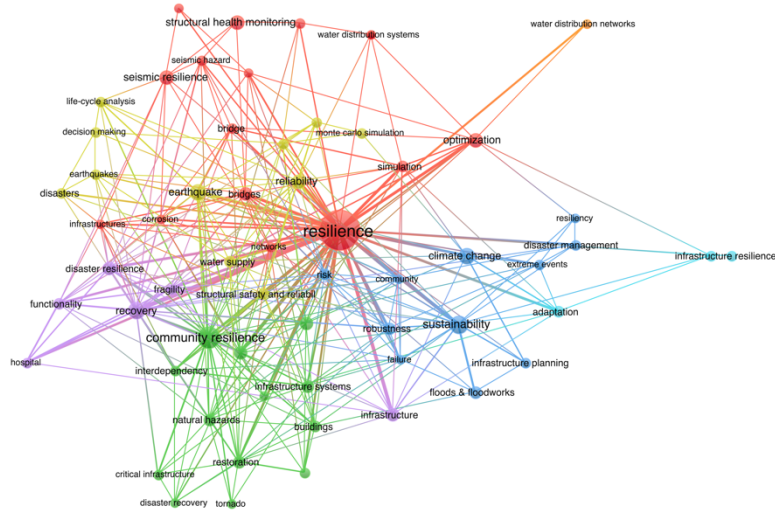 structural health monitoring
water distribution networks
water distribution systems
seismic hazard
seismic resilience
life-cycle analysis
decision making
bridge
monte carlo simulation
optimization
simulation
earthquakes
reliability
disasters
earthquake
bridges
resiliency
infrastructures
corrosion
resilience
networks
disaster management
climate change
infrastructure resilience
water supply
disaster resilience
risk
extreme events
community
fragility
structural safety and reliabil
functionality
recovery
adaptation
robustness
sustainability
community resilience
failure
hospital
interdependency
infrastructure planning
infrastructure systems
floods & floodworks
infrastructure
natural hazards
buildings
restoration
critical infrastructure
disaster recovery
tornado